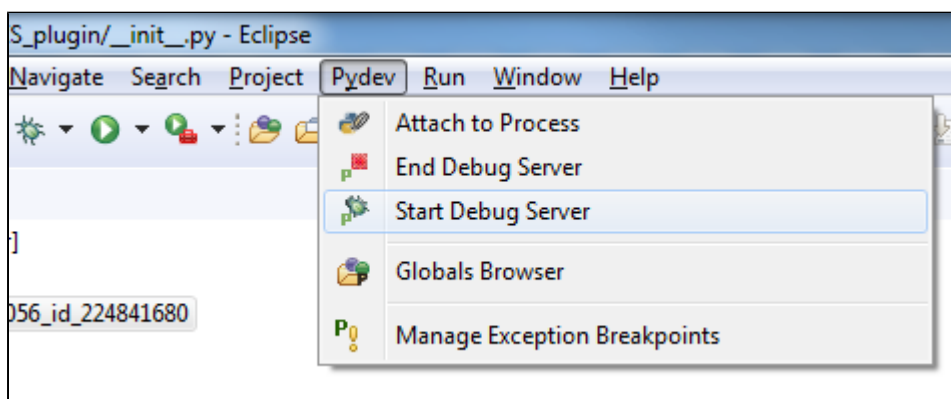 S_plugin/__init__.py - Eclipse
Navigate Search Project Pydev Run Window Help
Attach to Process
End Debug Server
Start Debug Server
r]
Globals Browser
056_id_224841680
Manage Exception Breakpoints